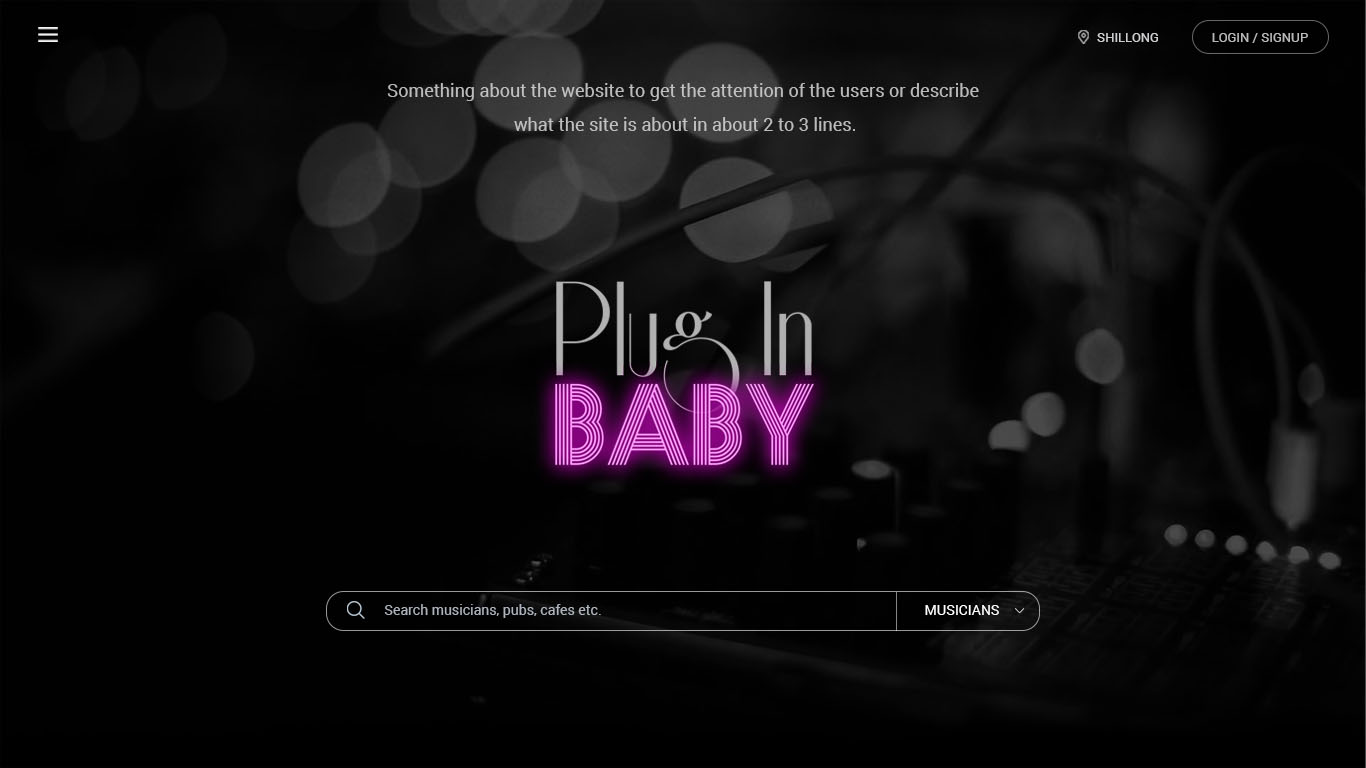 SHILLONG
LOGIN / SIGNUP
Something about the website to get the attention of the users or describe
what the site is about in about 2 to 3 lines.
Plug In
BABY
Search musicians, pubs, cafes etc.
MUSICIANS